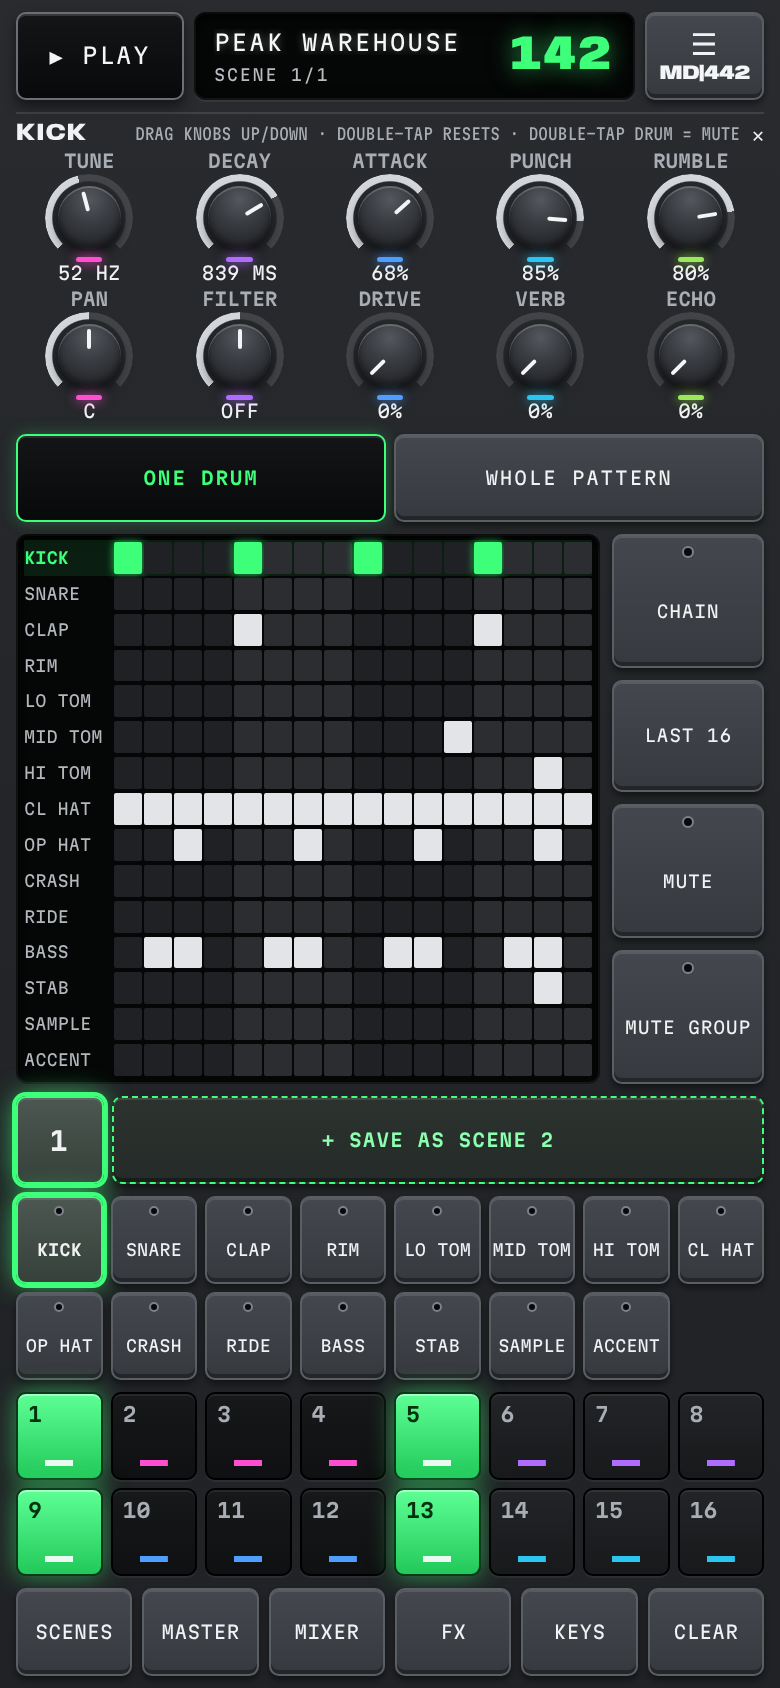 ▶ PLAY
PEAK WAREHOUSE
SCENE 1/1
142
☰
MD|442
KICK
DRAG KNOBS UP/DOWN · DOUBLE-TAP RESETS · DOUBLE-TAP DRUM = MUTE ×
TUNE DECAY ATTACK PUNCH RUMBLE
52 HZ 839 MS 68% 85% 80%
PAN FILTER DRIVE VERB ECHO
C OFF 0% 0% 0%
ONE DRUM WHOLE PATTERN
KICK
SNARE
CLAP
RIM
LO TOM
MID TOM
HI TOM
CL HAT
OP HAT
CRASH
RIDE
BASS
STAB
SAMPLE
ACCENT
CHAIN
LAST 16
MUTE
MUTE GROUP
1 + SAVE AS SCENE 2
KICK SNARE CLAP RIM LO TOM MID TOM HI TOM CL HAT
OP HAT CRASH RIDE BASS STAB SAMPLE ACCENT
1 2 3 4 5 6 7 8
9 10 11 12 13 14 15 16
SCENES MASTER MIXER FX KEYS CLEAR